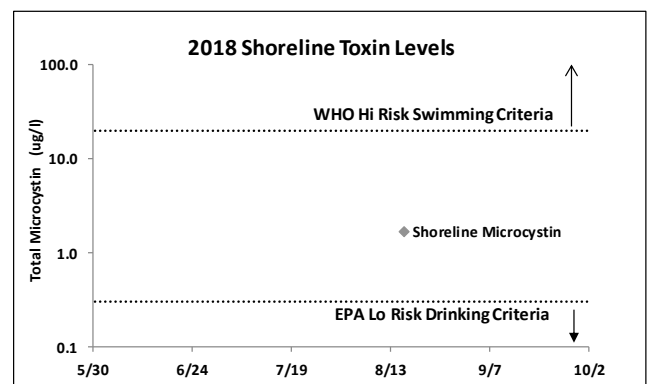 2018 Shoreline Toxin Levels
100.0
WHO Hi Risk Swimming Criteria
10.0
Total Microcystin (ug/l)
Shoreline Microcystin
1.0
EPA Lo Risk Drinking Criteria
0.1
5/30 6/24 7/19 8/13 9/7 10/2